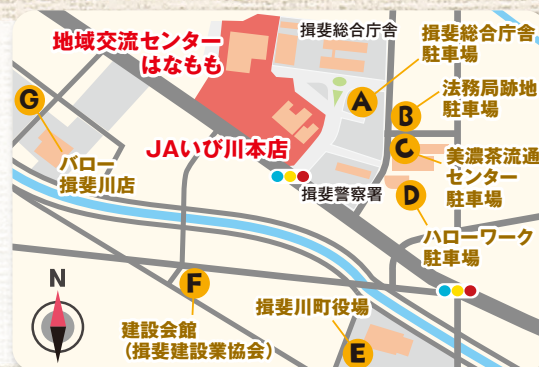 地域交流センター
はなもも
揖斐総合庁舎
揖斐総合庁舎
駐車場
A
B
法務局跡地
駐車場
G
C
美濃茶流通
センター
駐車場
JAいび川本店
バロー
揖斐川店
揖斐警察署
D
ハローワーク
駐車場
N
F
揖斐川町役場
建設会館
（揖斐建設業協会）
E